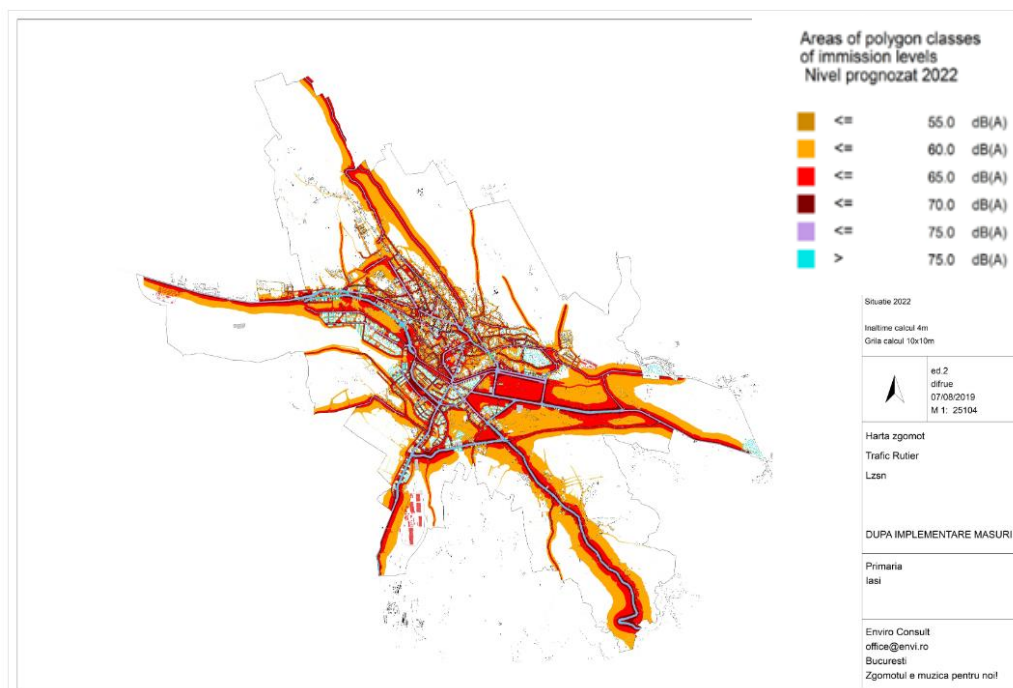 Areas of polygon classes
of immission levels
Nivel prognozat 2022
<= 55.0 dB(A)
<= 60.0 dB(A)
<= 65.0 dB(A)
<= 70.0 dB(A)
<= 75.0 dB(A)
> 75.0 dB(A)
Situatie 2022
Inaltime calcul 4m
Grila calcul 10x10m
ed.2
difrue
07/08/2019
M 1: 25104
Harta zgomot
Trafic Rutier
Lzsn
DUPA IMPLEMENTARE MASURI
Primaria
Iasi
Enviro Consult
office@envi.ro
Bucuresti
Zgomotul e muzica pentru noi!